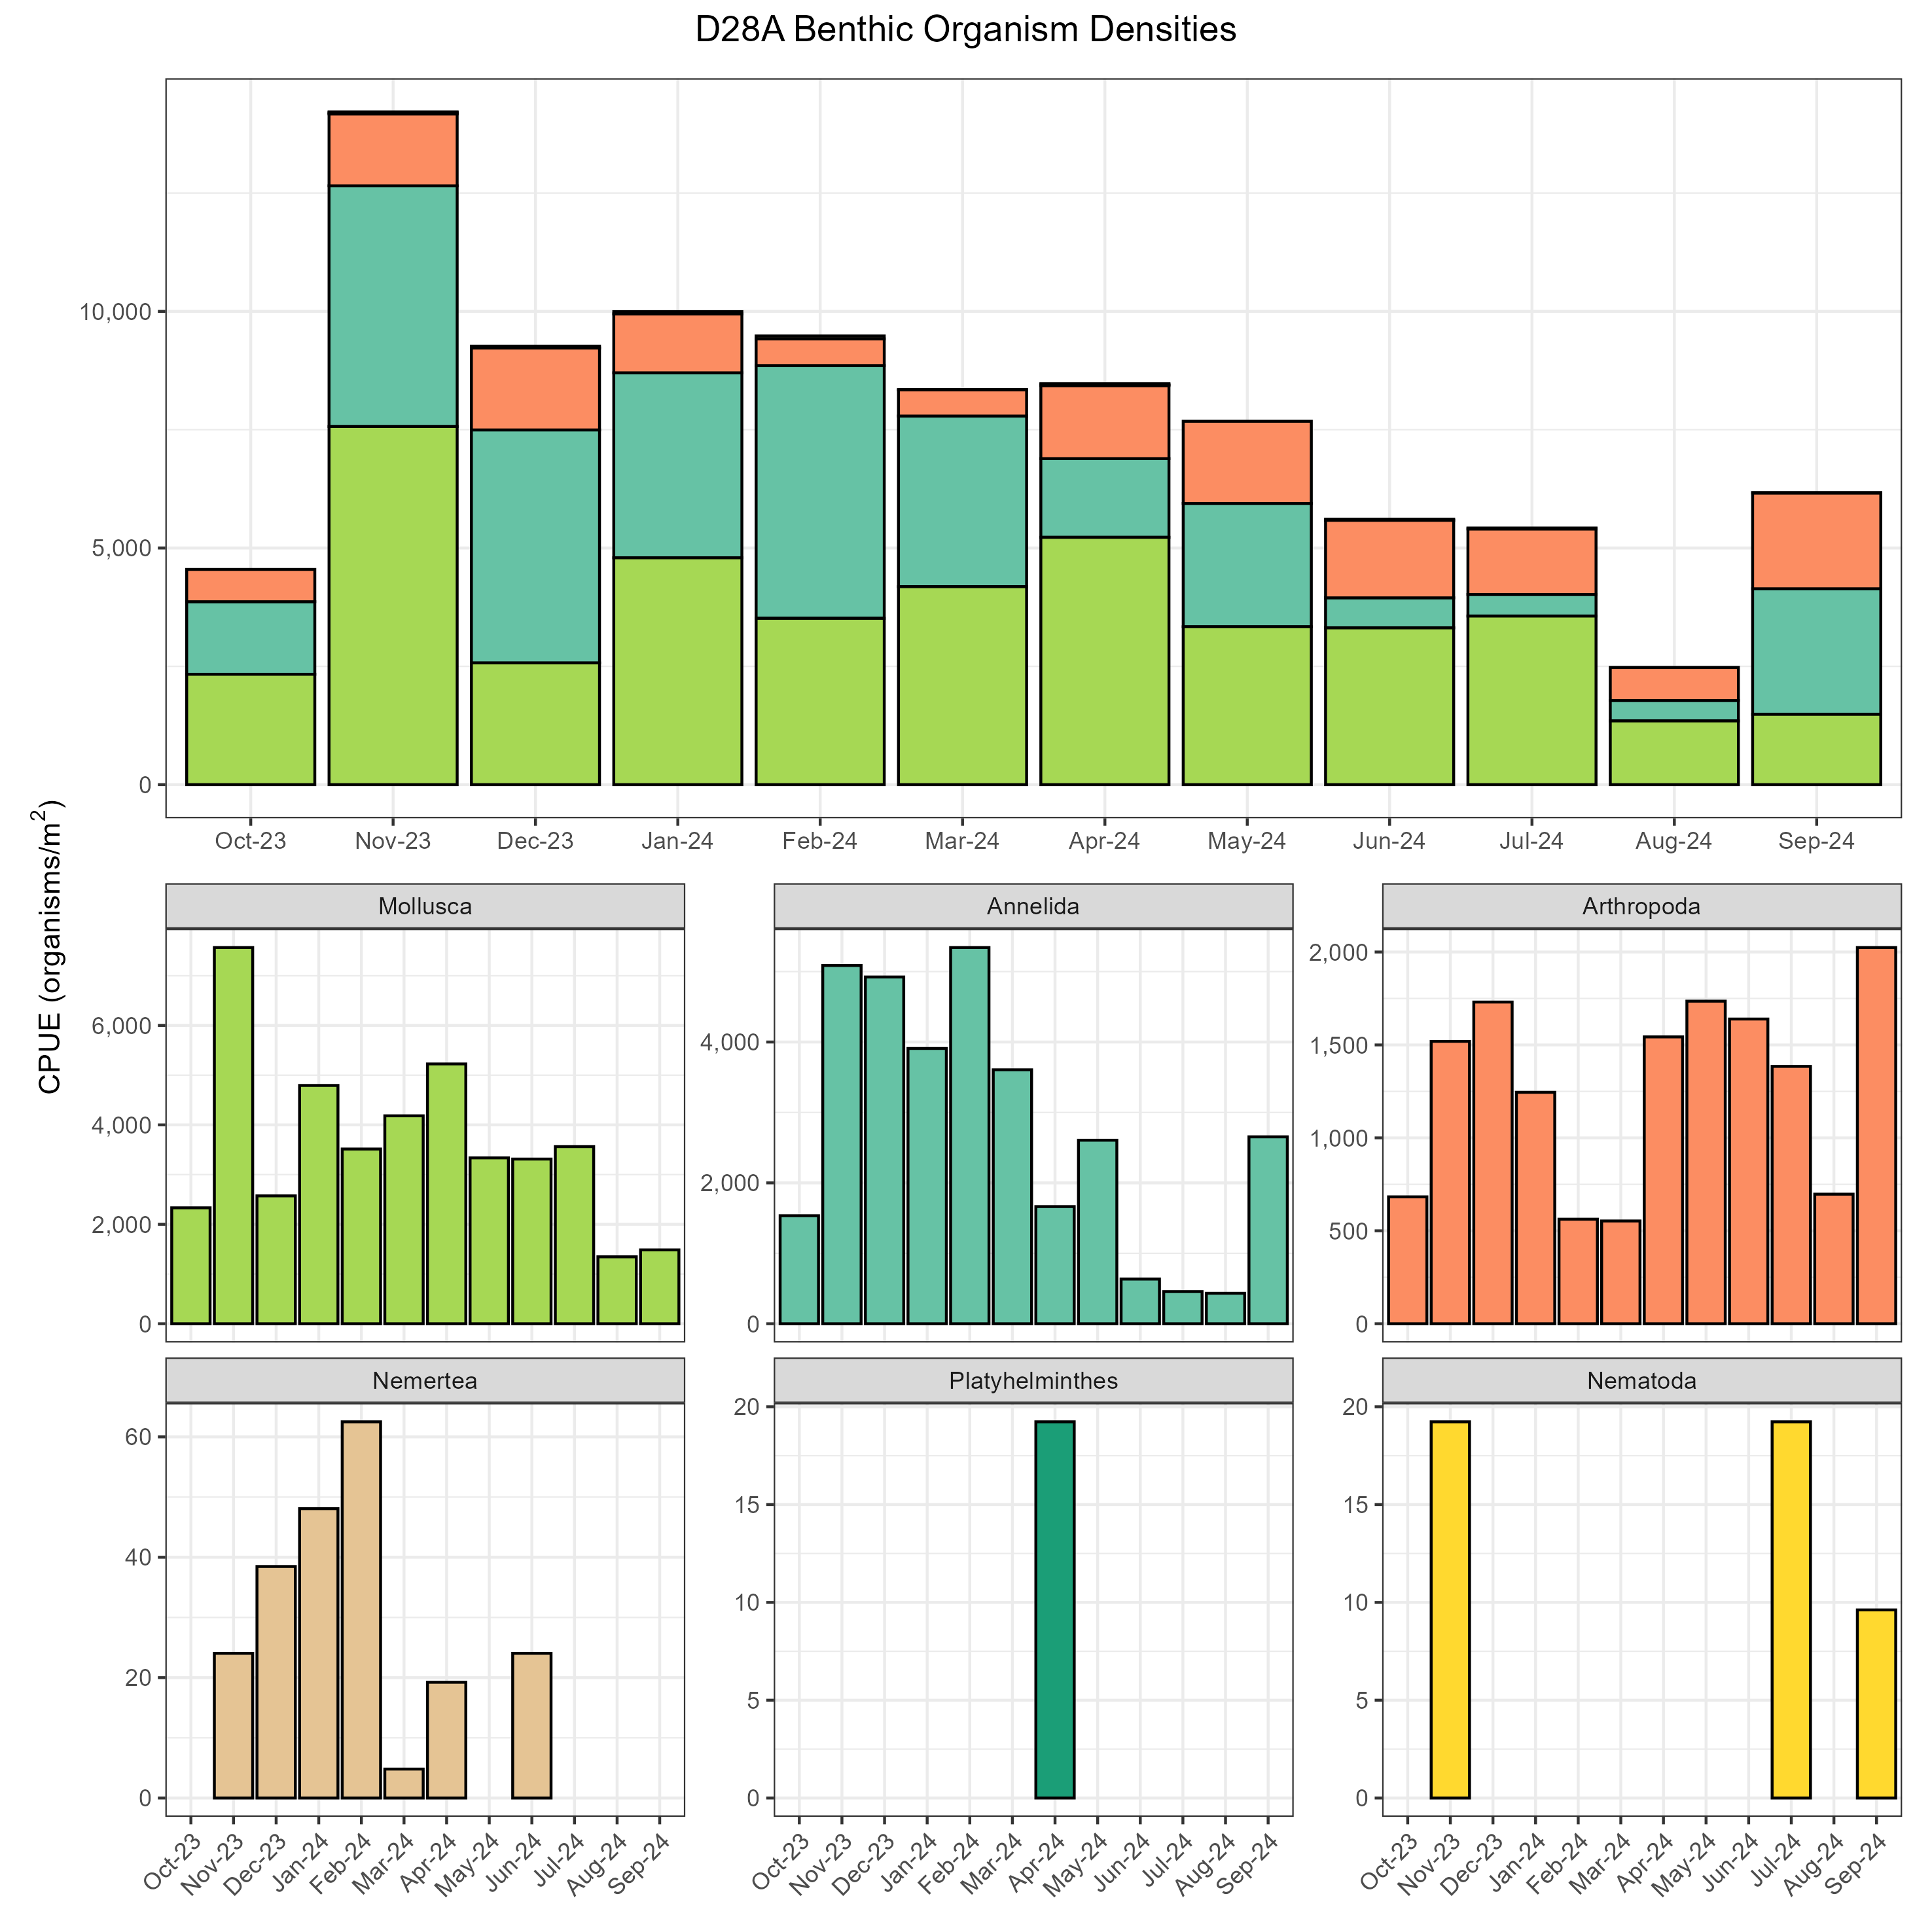 D28A Benthic Organism Densities
CPUE (organisms/m²)
10,000
5,000
0
Oct-23 Nov-23 Dec-23 Jan-24 Feb-24 Mar-24 Apr-24 May-24 Jun-24 Jul-24 Aug-24 Sep-24
Mollusca
6,000
4,000
2,000
0
Annelida
4,000
2,000
0
Arthropoda
2,000
1,500
1,000
500
0
Nemertea
60
40
20
0
Oct-23 Nov-23 Dec-23 Jan-24 Feb-24 Mar-24 Apr-24 May-24 Jun-24 Jul-24 Aug-24 Sep-24
Platyhelminthes
20
15
10
5
0
Oct-23 Nov-23 Dec-23 Jan-24 Feb-24 Mar-24 Apr-24 May-24 Jun-24 Jul-24 Aug-24 Sep-24
Nematoda
20
15
10
5
0
Oct-23 Nov-23 Dec-23 Jan-24 Feb-24 Mar-24 Apr-24 May-24 Jun-24 Jul-24 Aug-24 Sep-24